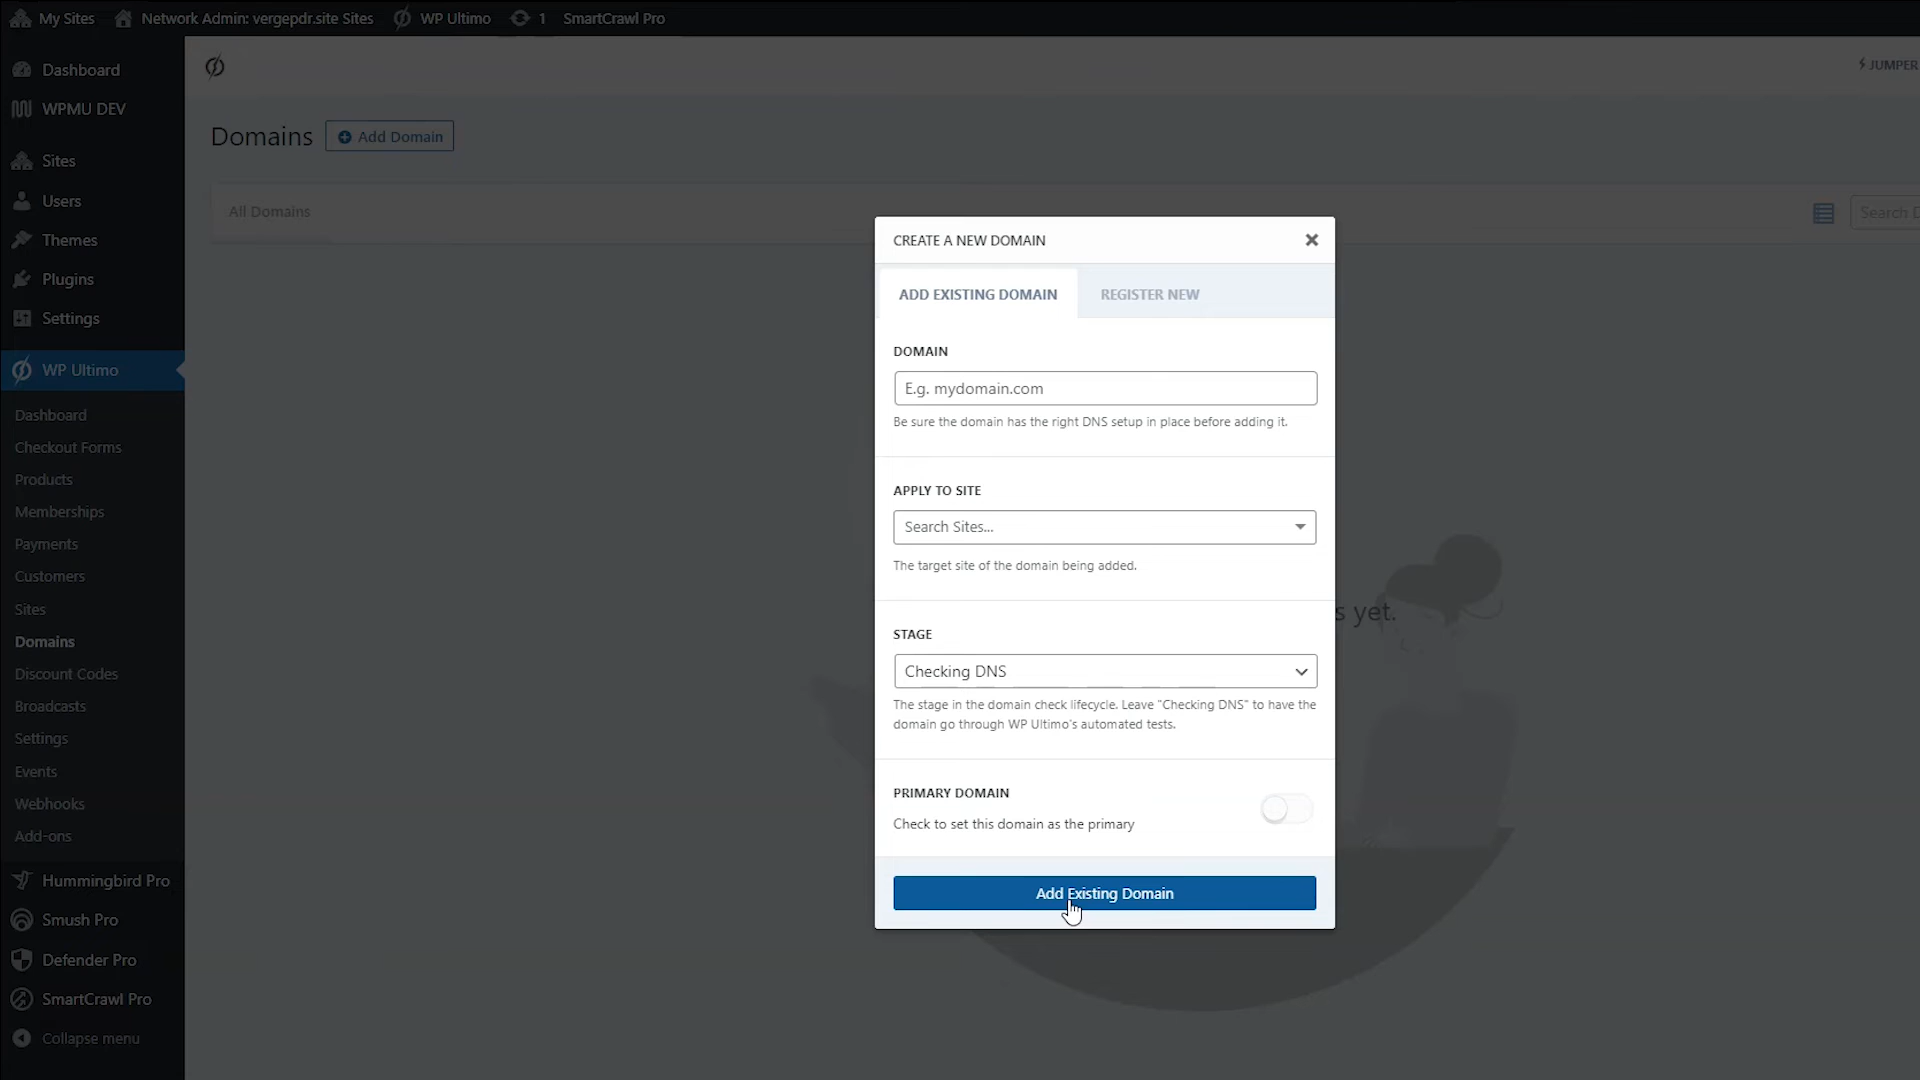 My Sites
Network Admin: vergepdr.site Sites
WP Ultimo
1
SmartCrawl Pro
Dashboard
WPMU DEV
Sites
Users
Themes
Plugins
Settings
WP Ultimo
Dashboard
Checkout Forms
Products
Memberships
Payments
Customers
Sites
Domains
Discount Codes
Broadcasts
Settings
Events
Webhooks
Add-ons
Hummingbird Pro
Smush Pro
Defender Pro
SmartCrawl Pro
Collapse menu
JUMPER
Domains
Add Domain
All Domains
Search D
s yet.
CREATE A NEW DOMAIN
ADD EXISTING DOMAIN
REGISTER NEW
DOMAIN
E.g. mydomain.com
Be sure the domain has the right DNS setup in place before adding it.
APPLY TO SITE
Search Sites...
The target site of the domain being added.
STAGE
Checking DNS
The stage in the domain check lifecycle. Leave "Checking DNS" to have the
domain go through WP Ultimo's automated tests.
PRIMARY DOMAIN
Check to set this domain as the primary
Add Existing Domain